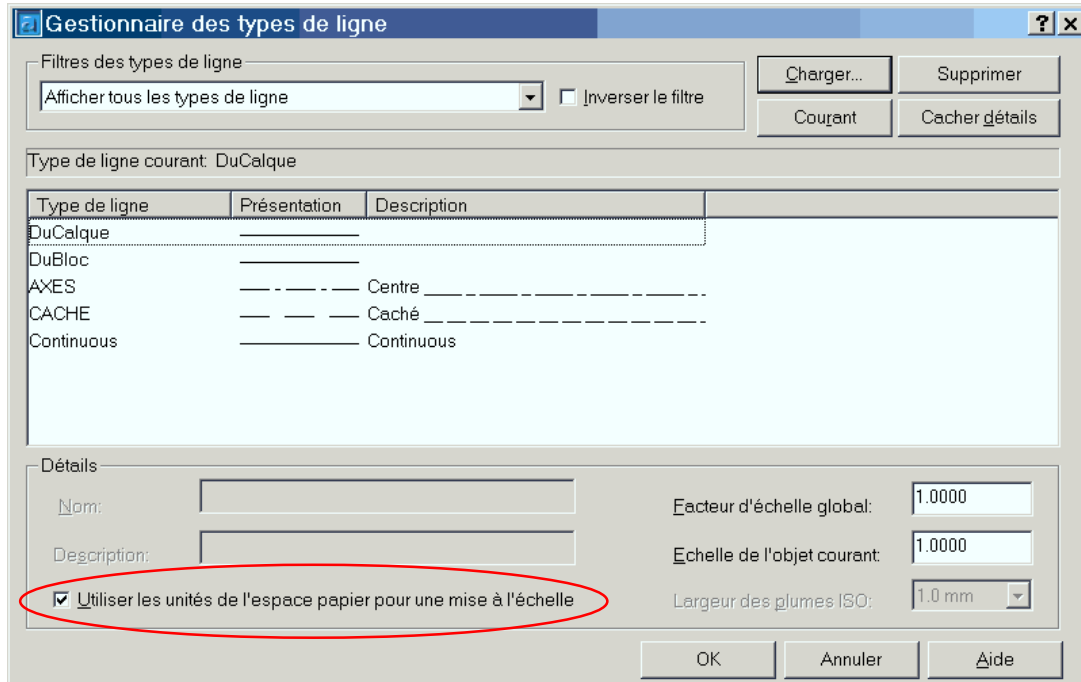 Gestionnaire des types de ligne
Filtres des types de ligne
Afficher tous les types de ligne
Inverser le filtre
Charger...
Supprimer
Courant
Cacher détails
Type de ligne courant: DuCalque
Type de ligne Présentation Description
DuCalque
DuBloc
AXES Centre
CACHE Caché
Continuous Continuous
Détails
Nom:
Facteur d'échelle global: 1.0000
Description:
Echelle de l'objet courant: 1.0000
Utiliser les unités de l'espace papier pour une mise à l'échelle
Largeur des plumes ISO: 1.0 mm
OK Annuler Aide